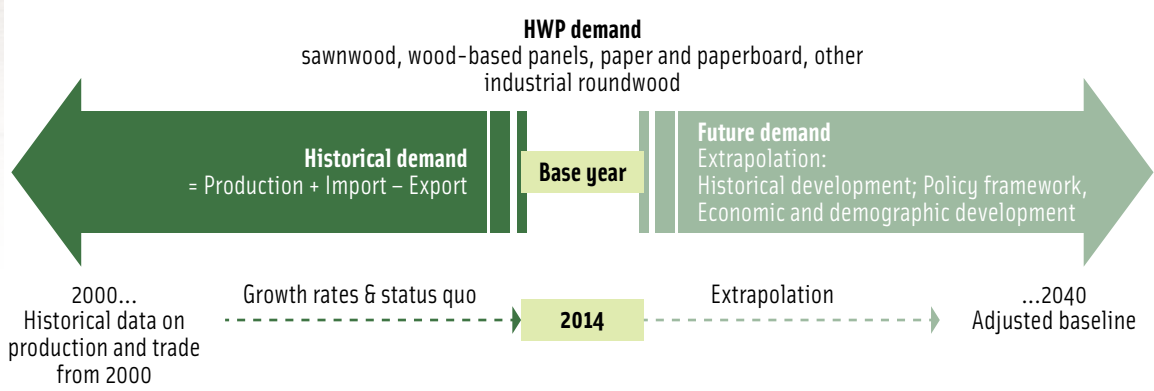 HWP demand
sawnwood, wood-based panels, paper and paperboard, other
industrial roundwood
Historical demand
= Production + Import – Export
Base year
Future demand
Extrapolation:
Historical development; Policy framework,
Economic and demographic development
2000...
Historical data on
production and trade
from 2000
Growth rates & status quo
2014
Extrapolation
...2040
Adjusted baseline